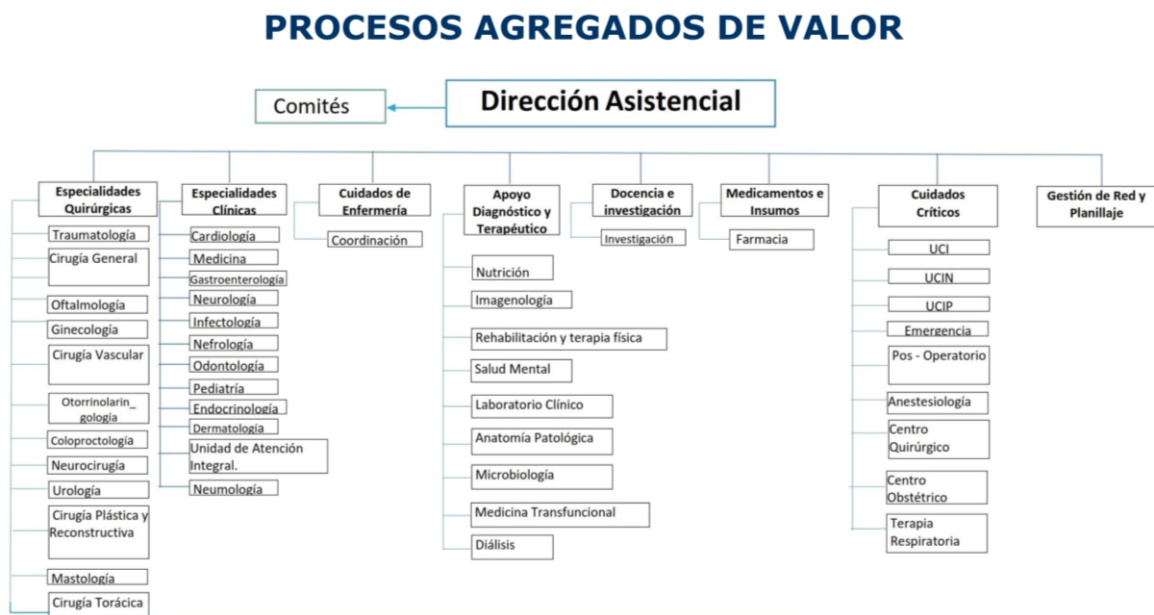 PROCESOS AGREGADOS DE VALOR
Comités
Dirección Asistencial
Especialidades
Quirúrgicas
Traumatología
Cirugía General
Oftalmología
Ginecología
Cirugía Vascular
Otorrinolarin_
gología
Coloproctología
Neurocirugía
Urología
Cirugía Plástica y
Reconstructiva
Mastología
Cirugía Torácica
Especialidades
Clínicas
Cardiología
Medicina
Gastroenterología
Neurología
Infectología
Nefrología
Odontología
Pediatría
Endocrinología
Dermatología
Unidad de Atención
Integral.
Neumología
Cuidados de
Enfermería
Coordinación
Apoyo
Diagnóstico y
Terapéutico
Nutrición
Imagenología
Rehabilitación y terapia física
Salud Mental
Laboratorio Clínico
Anatomía Patológica
Microbiología
Medicina Transfuncional
Diálisis
Docencia e
investigación
Investigación
Medicamentos e
Insumos
Farmacia
Cuidados
Críticos
UCI
UCIN
UCIP
Emergencia
Pos - Operatorio
Anestesiología
Centro
Quirúrgico
Centro
Obstétrico
Terapia
Respiratoria
Gestión de Red y
Planillaje